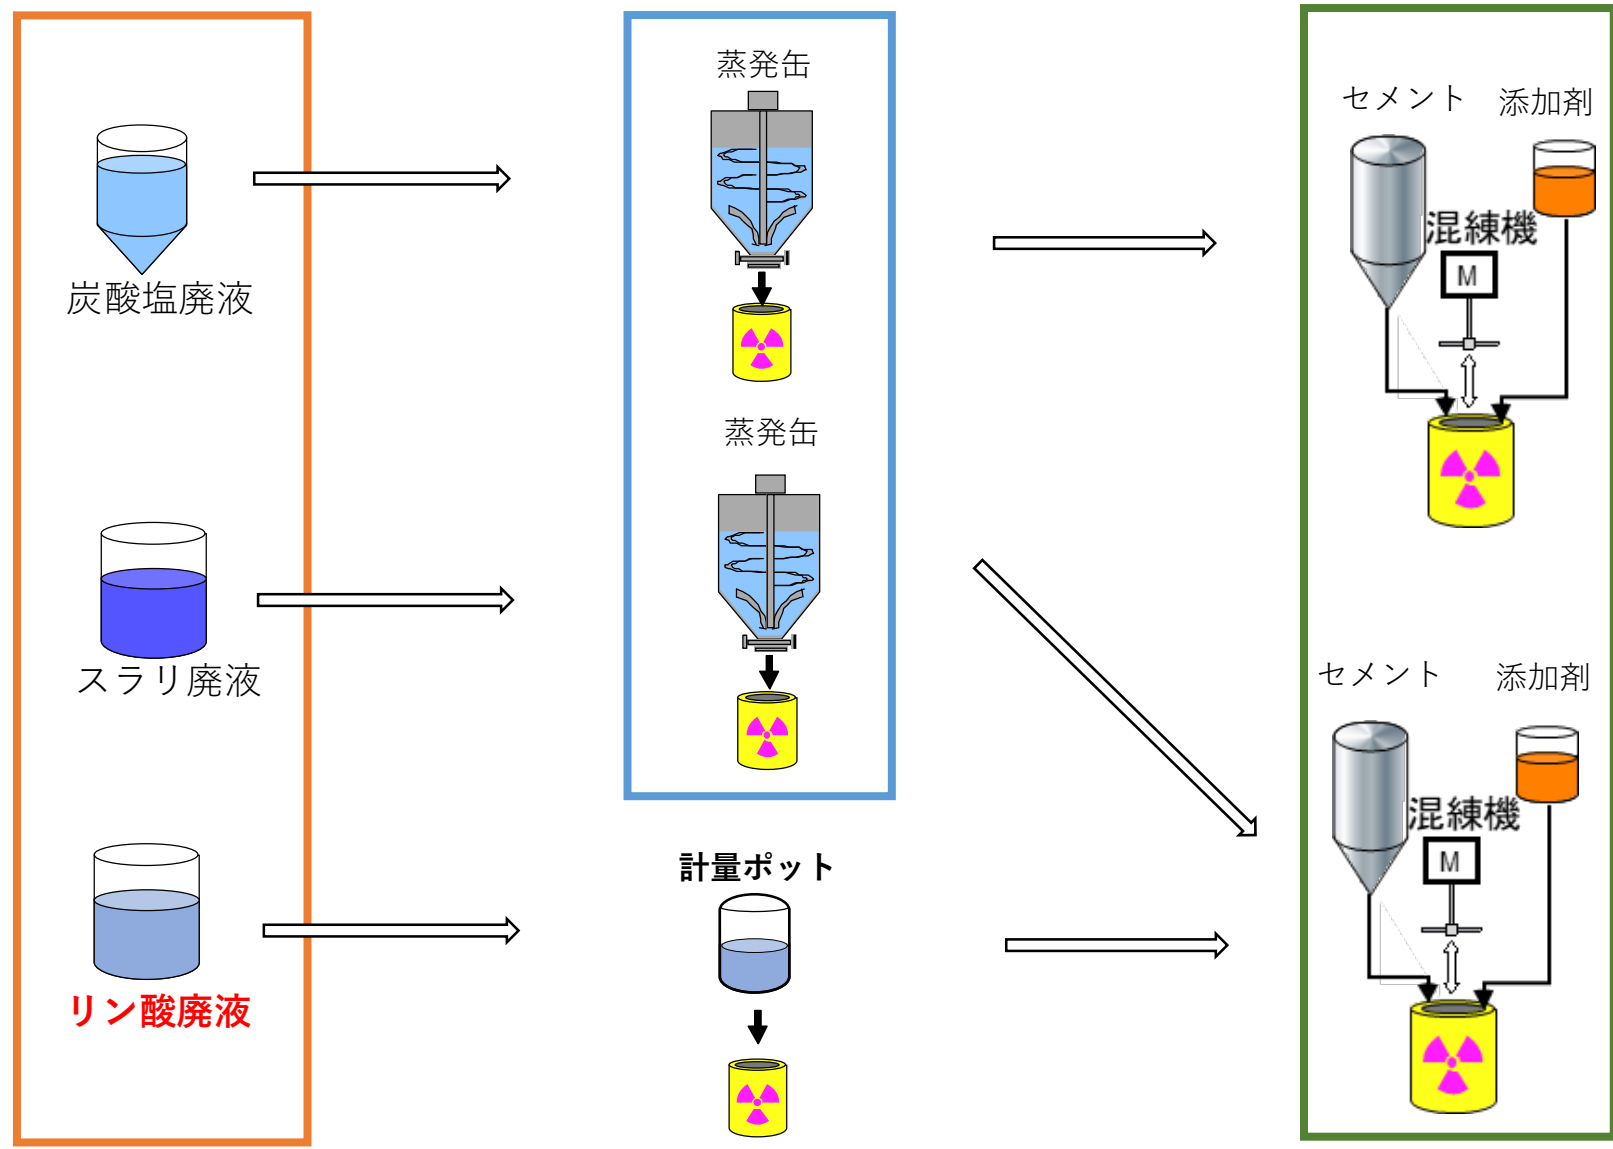 蒸発缶
セメント
添加剤
混練機
M
炭酸塩廃液
蒸発缶
スラリ廃液
セメント
添加剤
混練機
M
計量ポット
リン酸廃液